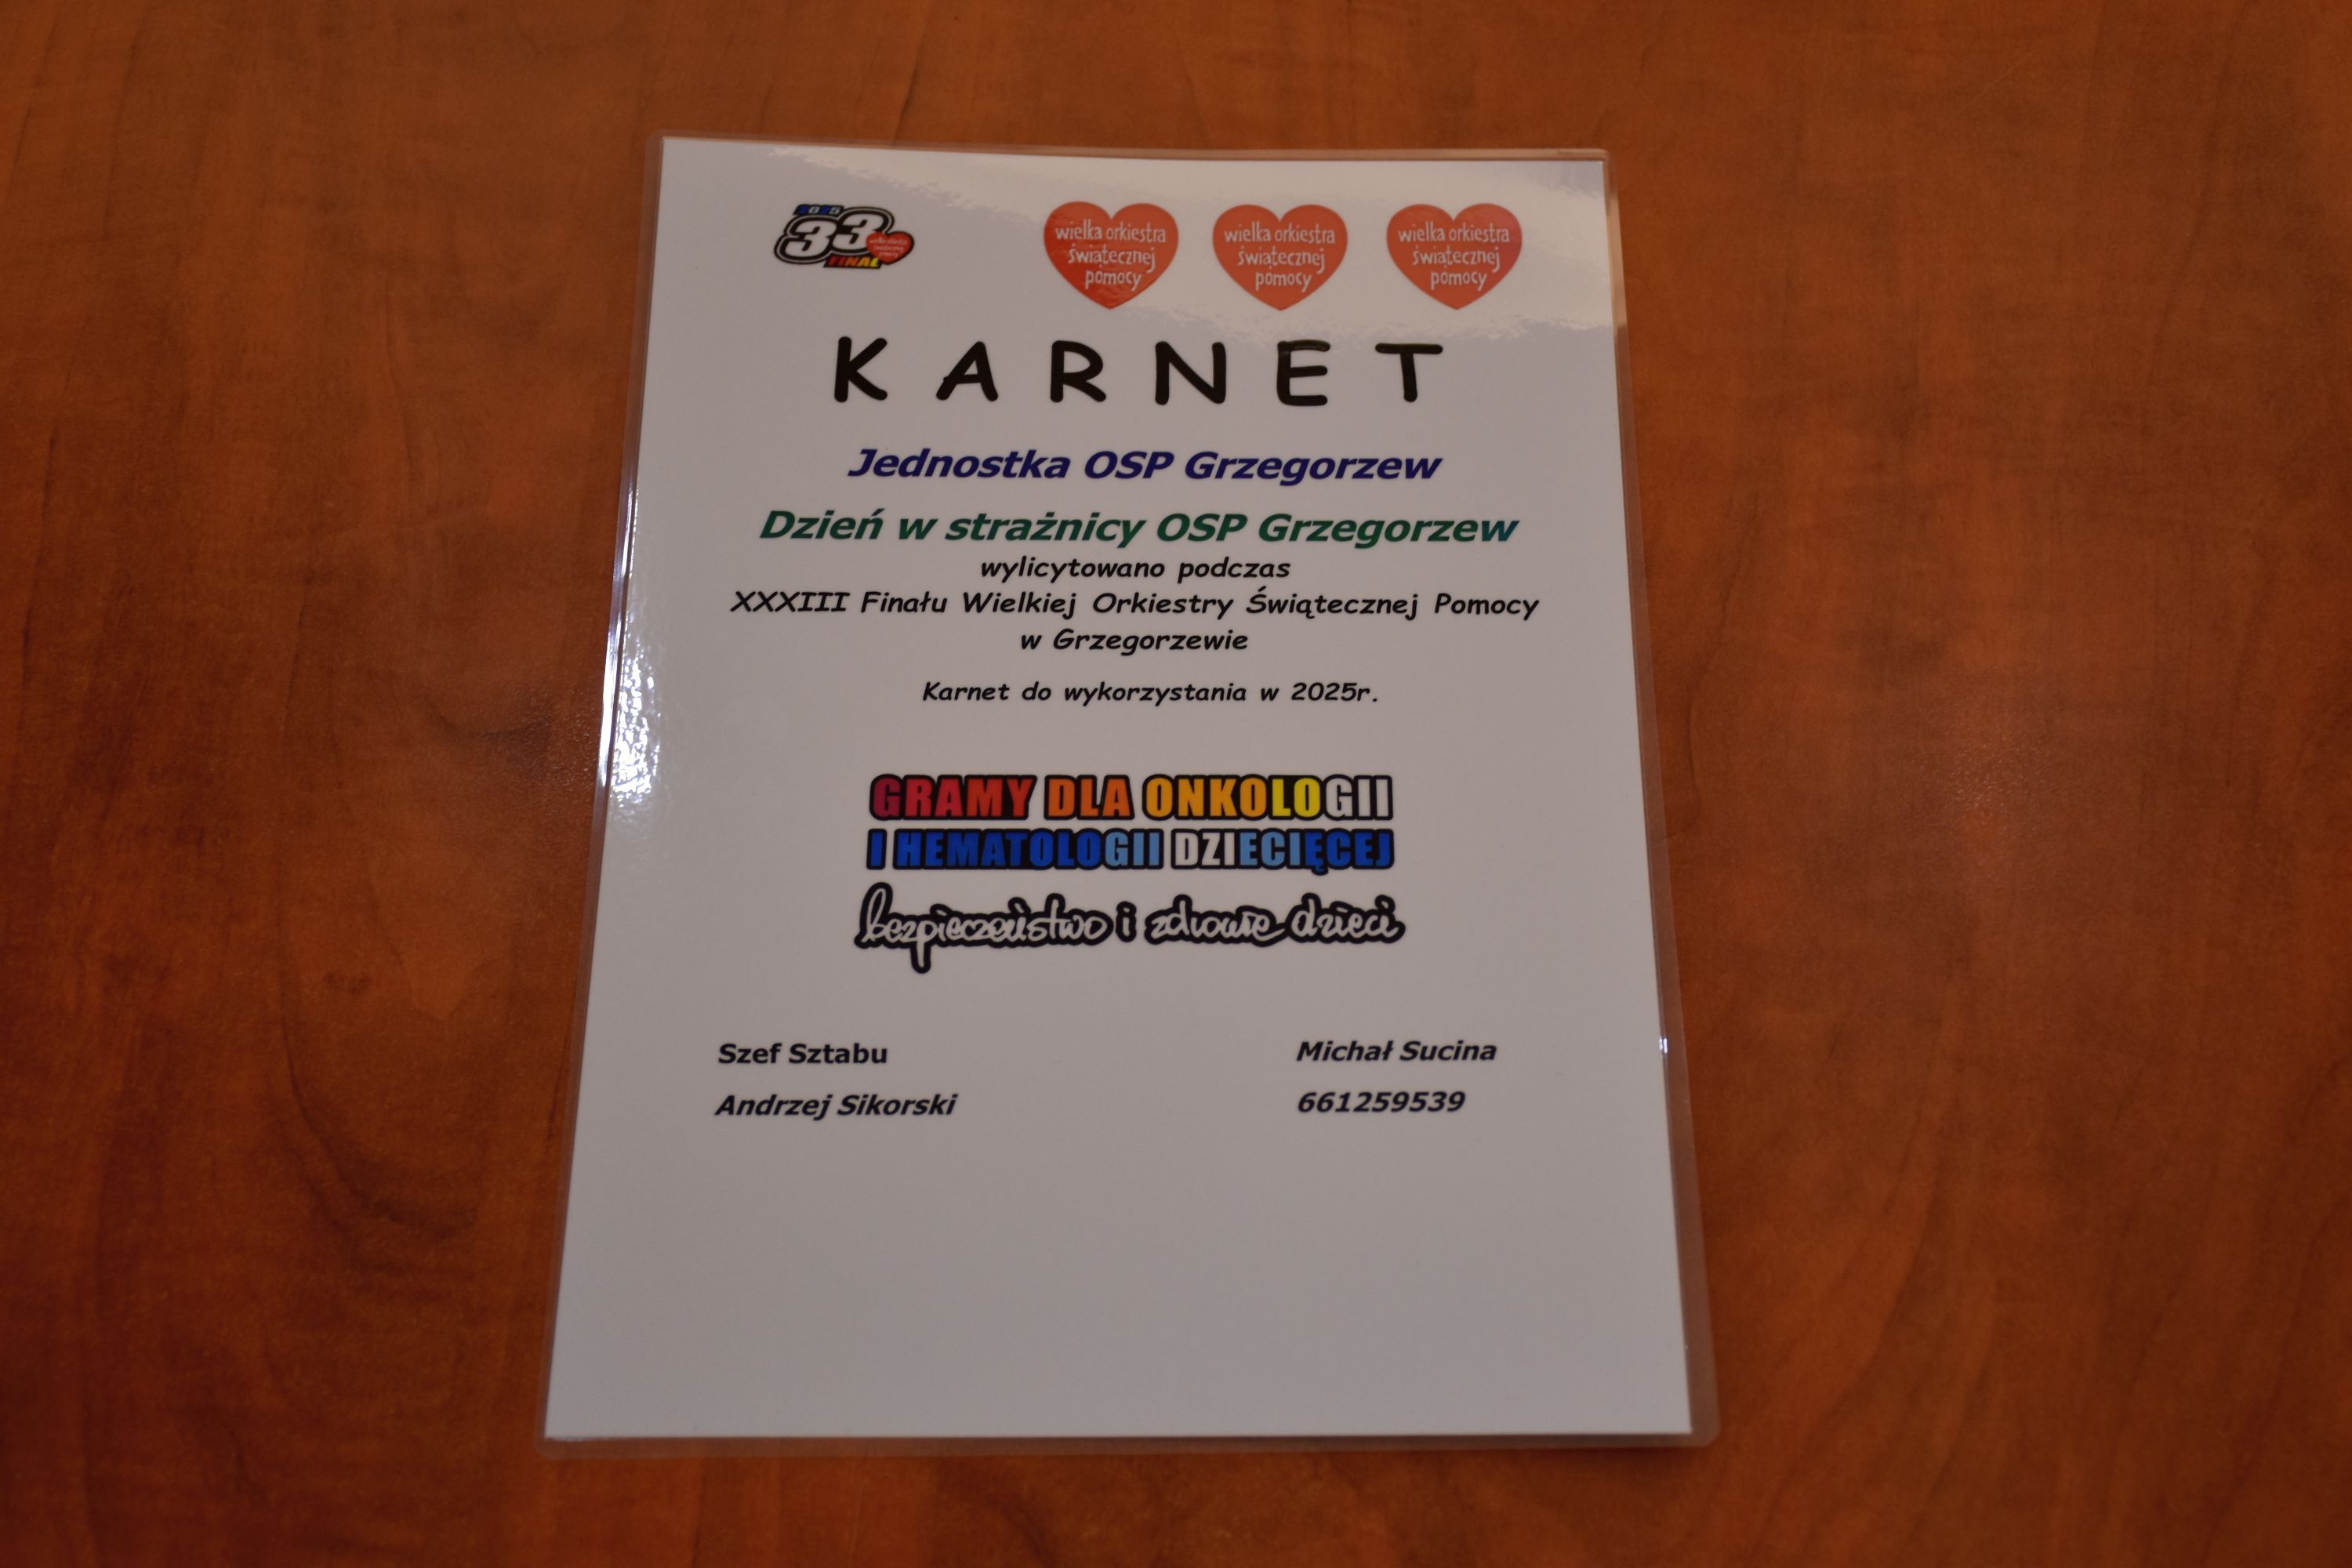 2025
33
FINAŁ
wielka orkiestra
świątecznej
pomocy
wielka orkiestra
świątecznej
pomocy
wielka orkiestra
świątecznej
pomocy
KARNET
Jednostka OSP Grzegorzew
Dzień w strażnicy OSP Grzegorzew
wylicytowano podczas
XXXIII Finału Wielkiej Orkiestry Świątecznej Pomocy
w Grzegorzewie
Karnet do wykorzystania w 2025r.
GRAMY DLA ONKOLOGII
I HEMATOLOGII DZIECIĘCEJ
bezpieczeństwo i zdrowie dzieci
Szef Sztabu
Michał Sucina
Andrzej Sikorski
661259539